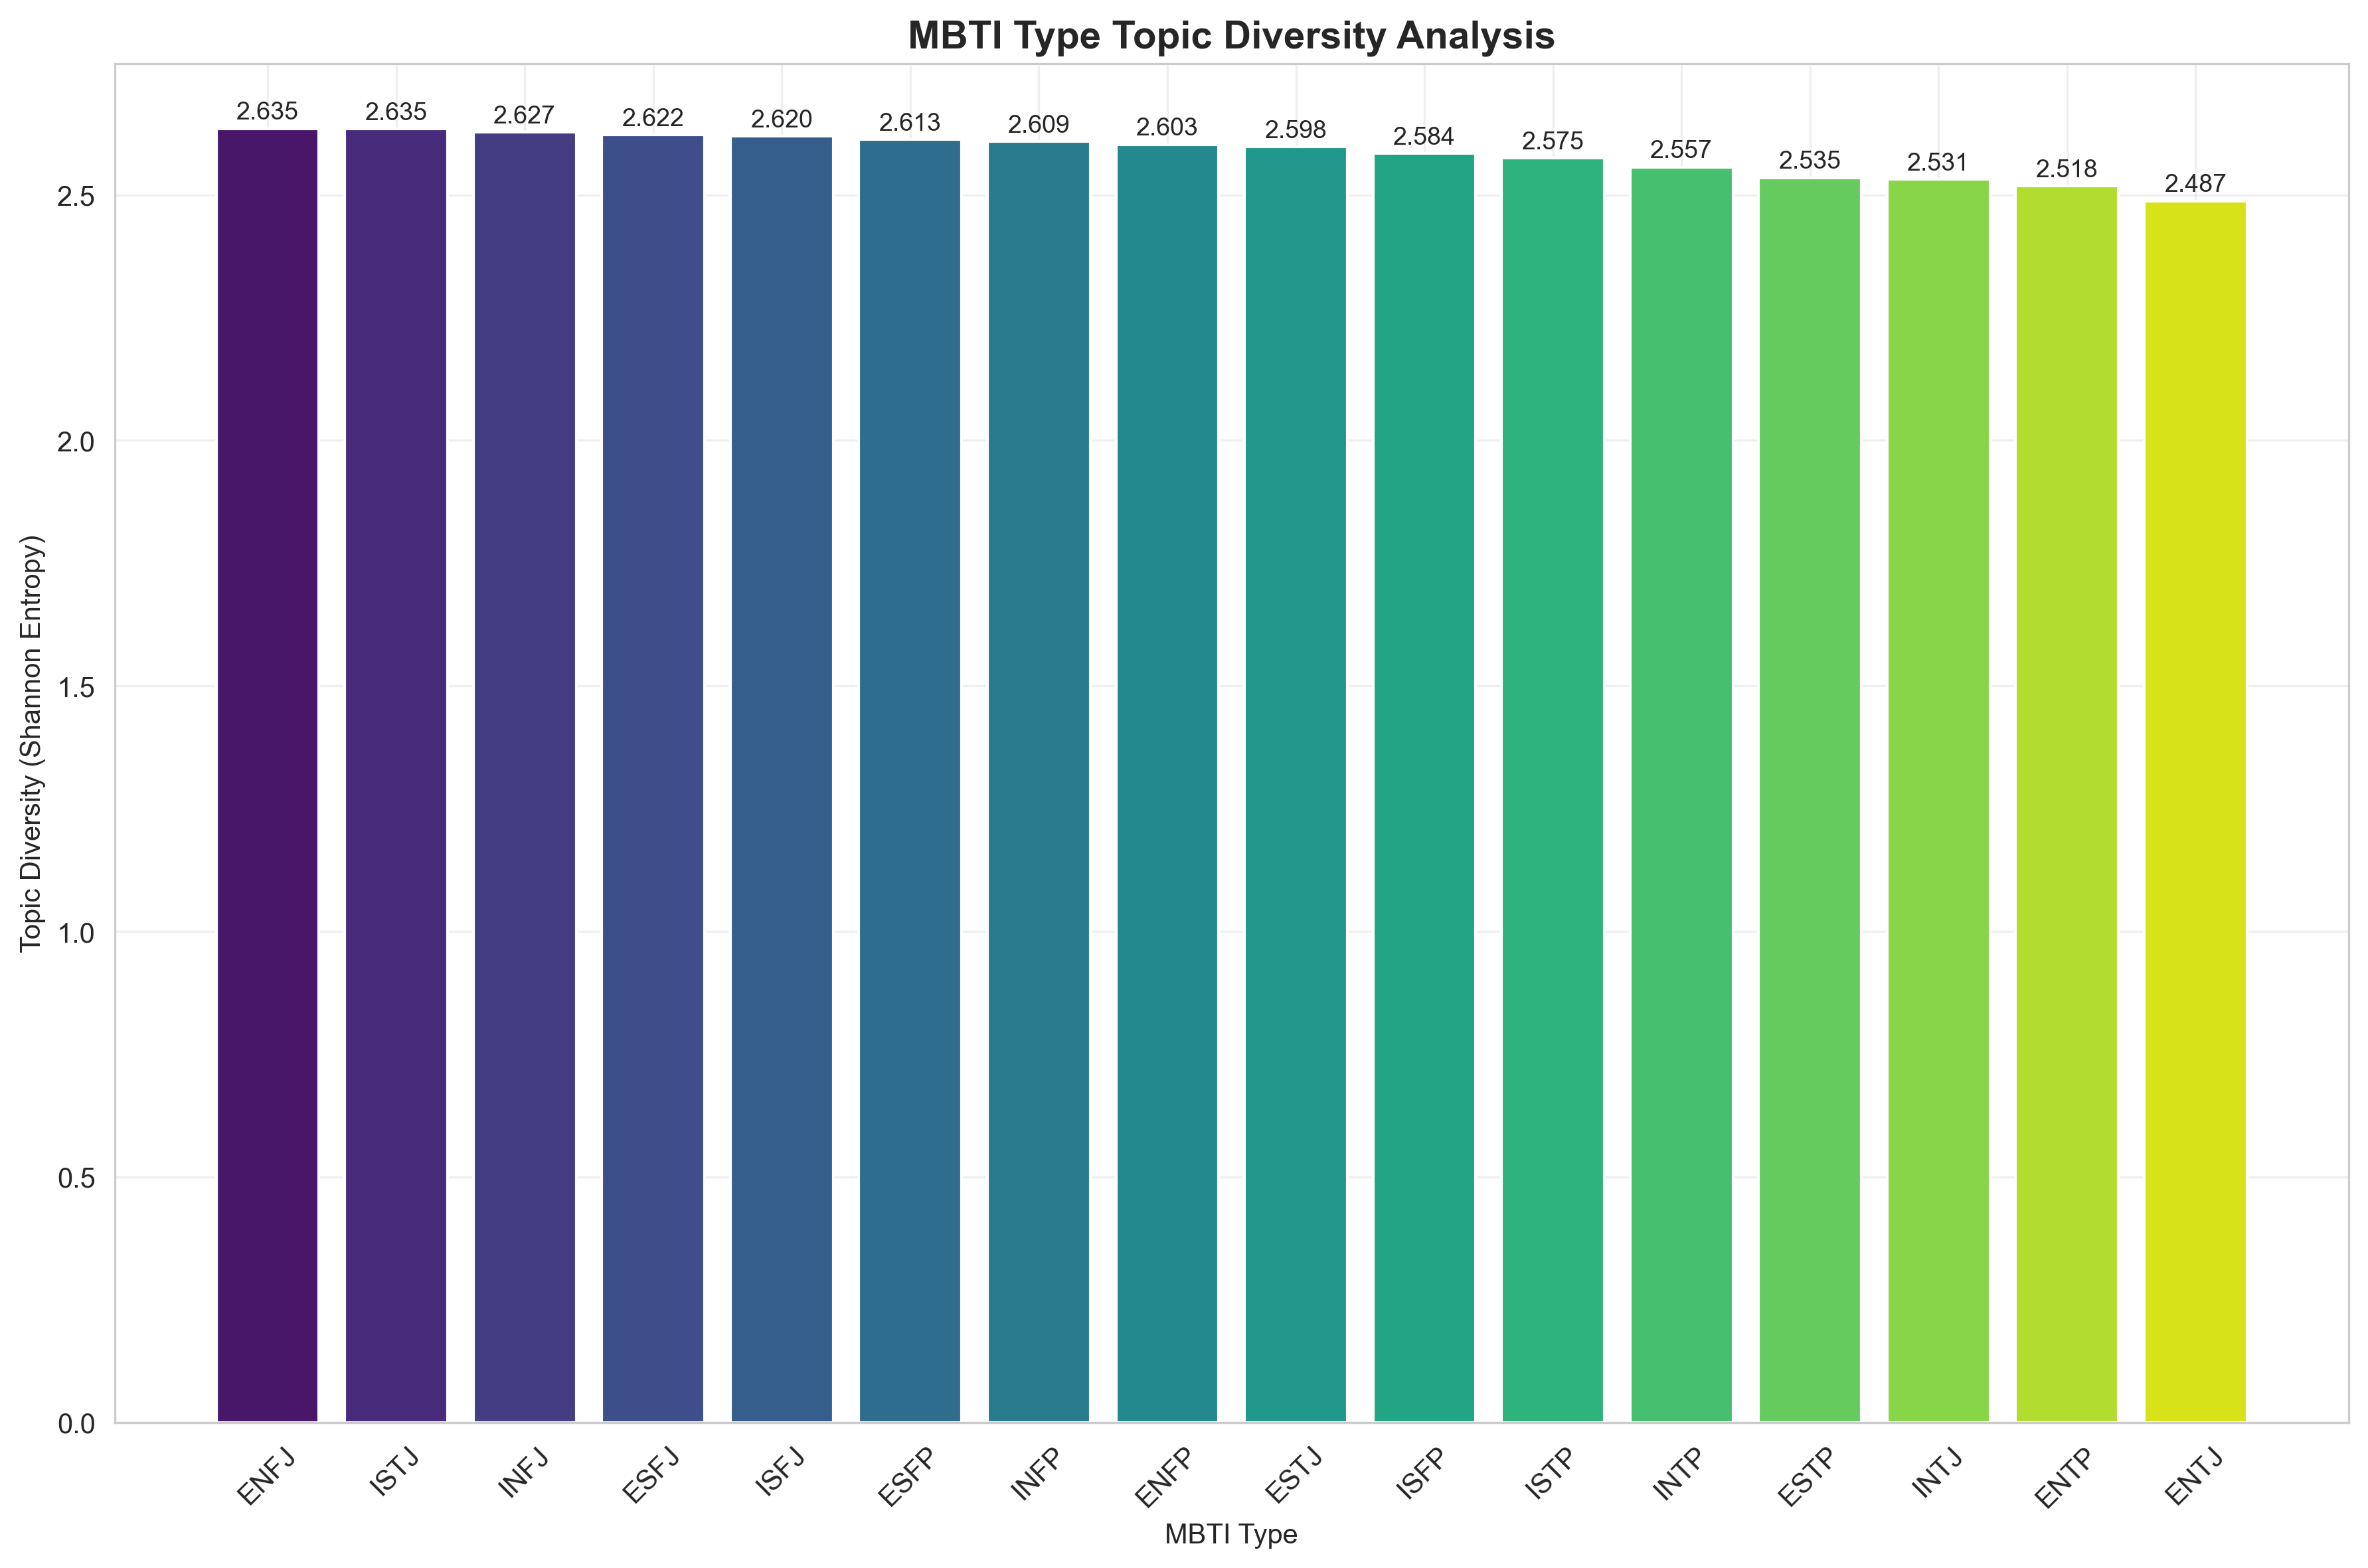 MBTI Type Topic Diversity Analysis
2.635 2.635 2.627 2.622 2.620 2.613 2.609 2.603 2.598 2.584 2.575 2.557 2.535 2.531 2.518 2.487
Topic Diversity (Shannon Entropy)
2.5
2.0
1.5
1.0
0.5
0.0
ENFJ ISTJ INFJ ESFJ ISFJ ESFP INFP ENFP ESTJ ISFP ISTP INTP ESTP INTJ ENTP ENTJ
MBTI Type